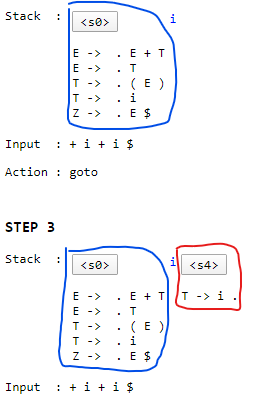 Stack : <s0> i
E -> . E + T
E -> . T
T -> . ( E )
T -> . i
Z -> . E $
Input : + i + i $
Action : goto
STEP 3
Stack : <s0> i <s4>
E -> . E + T T -> i .
E -> . T
T -> . ( E )
T -> . i
Z -> . E $
Input : + i + i $